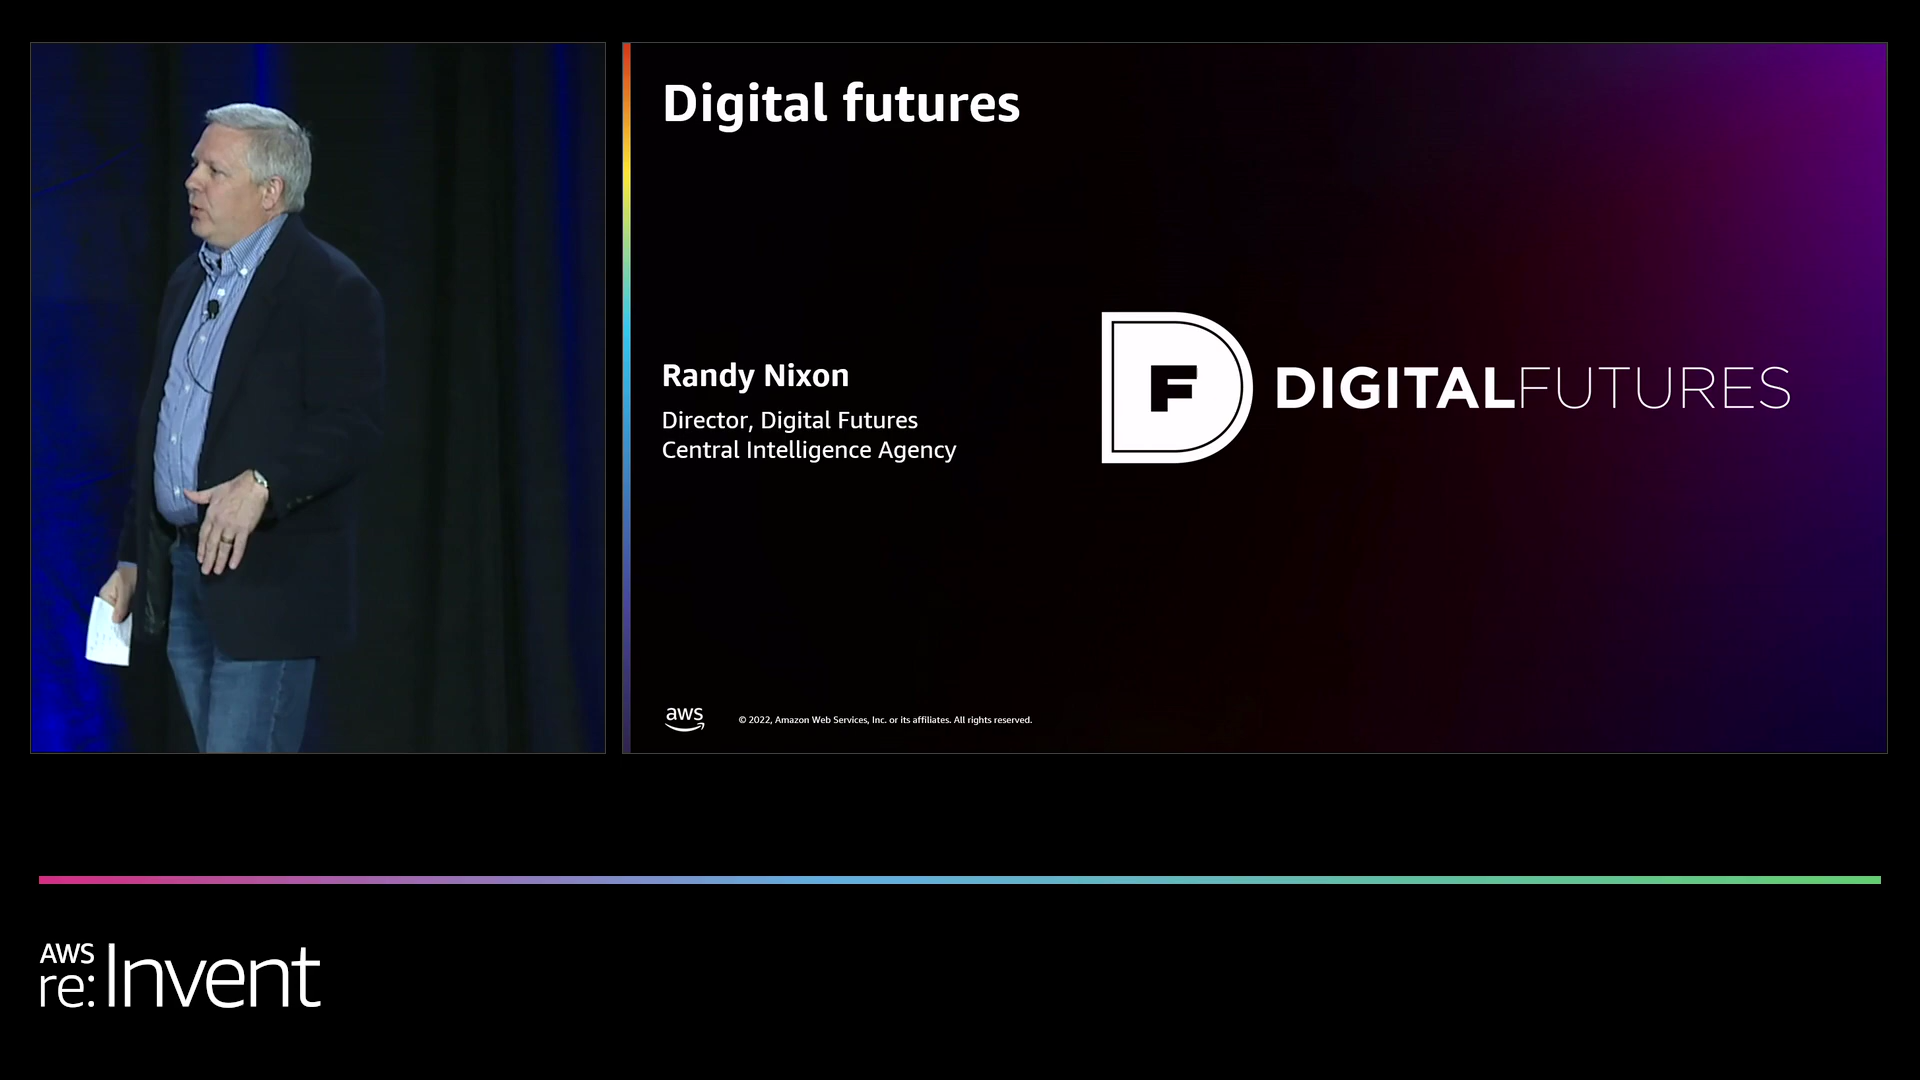 Digital futures
Randy Nixon
Director, Digital Futures
Central Intelligence Agency
F
DIGITALFUTURES
aws
© 2022, Amazon Web Services, Inc. or its affiliates. All rights reserved.
AWS
re:Invent